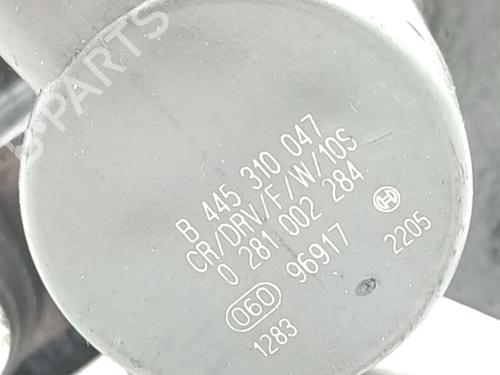 B-PARTS
B 445 310 047
CR/DRV/F/W/10S
0 281 002 284
060 96917 2205
1283